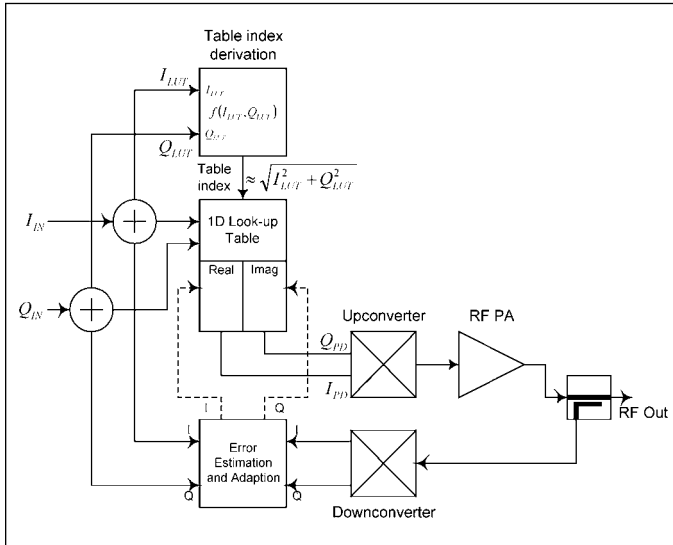 Table index
derivation
I_LUT
I_LUT
f(I_LUT, Q_LUT)
Q_LUT
Q_LUT
Table
index
≈ √(I²_LUT + Q²_LUT)
I_IN
+
1D Look-up
Table
Real
Imag
Q_IN
+
Upconverter
RF PA
Q_PD
I_PD
RF Out
I
Q
I
I
Error
Estimation
and Adaption
Q
Q
Downconverter